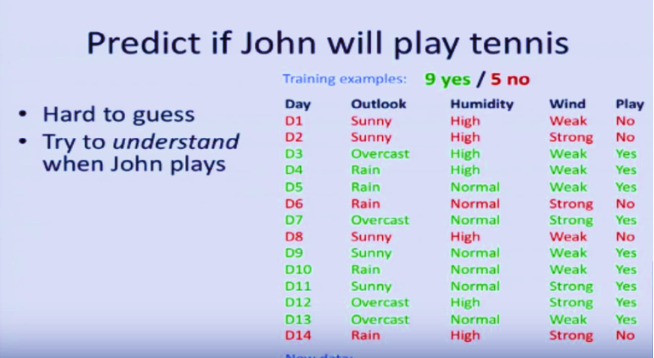 Predict if John will play tennis
Training examples: 9 yes / 5 no
• Hard to guess
• Try to understand
when John plays
Day Outlook Humidity Wind Play
D1 Sunny High Weak No
D2 Sunny High Strong No
D3 Overcast High Weak Yes
D4 Rain High Weak Yes
D5 Rain Normal Weak Yes
D6 Rain Normal Strong No
D7 Overcast Normal Strong Yes
D8 Sunny High Weak No
D9 Sunny Normal Weak Yes
D10 Rain Normal Weak Yes
D11 Sunny Normal Strong Yes
D12 Overcast High Strong Yes
D13 Overcast Normal Weak Yes
D14 Rain High Strong No